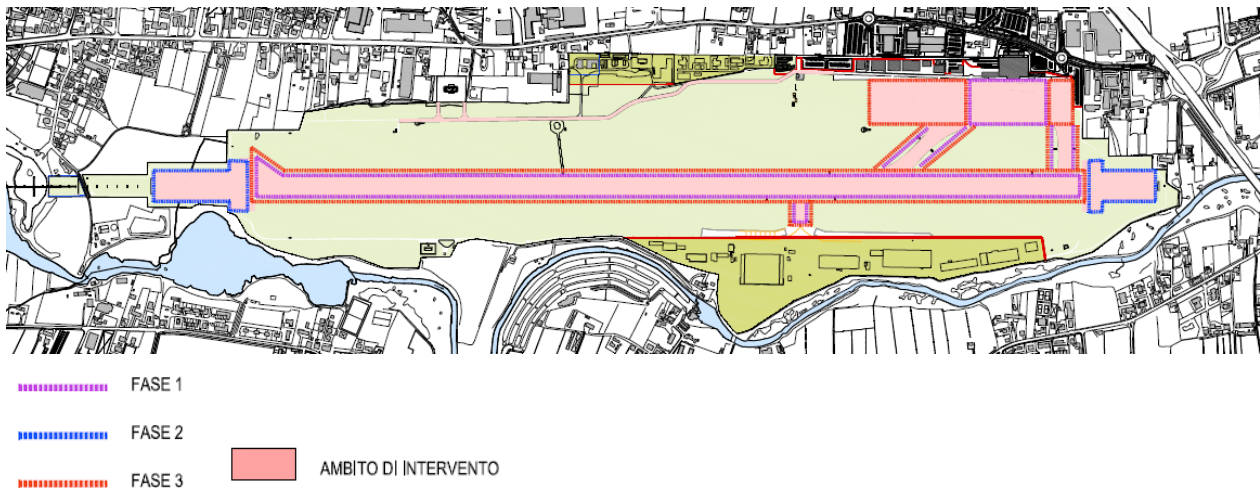 FASE 1
FASE 2
FASE 3
AMBITO DI INTERVENTO